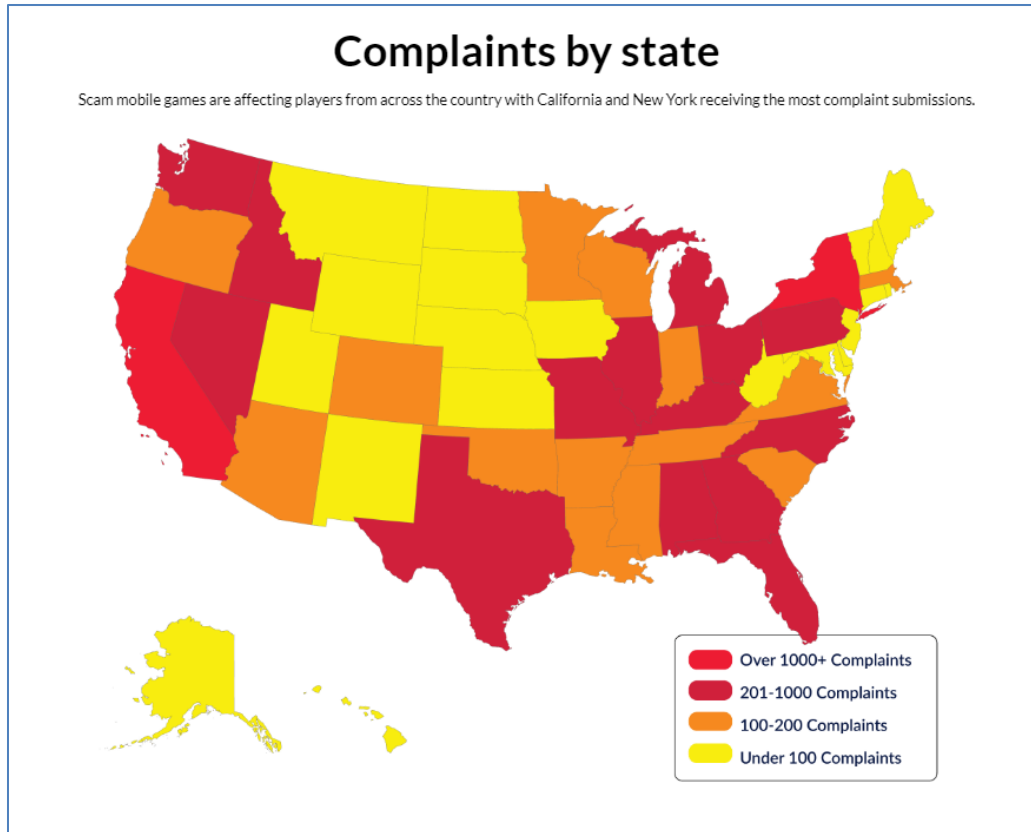 Complaints by state
Scam mobile games are affecting players from across the country with California and New York receiving the most complaint submissions.
Over 1000+ Complaints
201-1000 Complaints
100-200 Complaints
Under 100 Complaints